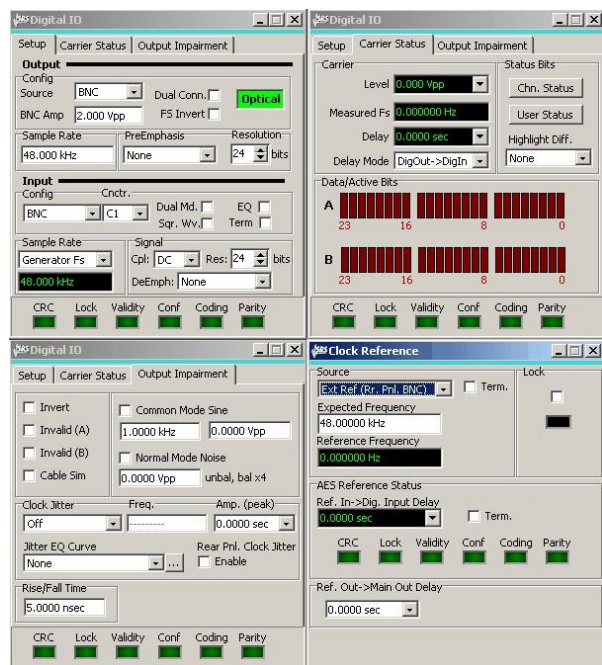 SRS Digital IO
Setup Carrier Status Output Impairment
Output
Config
Source BNC Dual Conn. Optical
BNC Amp 2.000 Vpp FS Invert
Sample Rate PreEmphasis Resolution
48.000 kHz None 24 bits
Input
Config Cnctr.
BNC C1 Dual Md. EQ
Sqr. Wv. Term
Sample Rate Signal
Generator Fs Cpl: DC Res: 24 bits
48.000 kHz DeEmph: None
CRC Lock Validity Conf Coding Parity
SRS Digital IO
Setup Carrier Status Output Impairment
Carrier Status Bits
Level 0.000 Vpp Chn. Status
Measured Fs 0.000000 Hz User Status
Delay 0.0000 sec Highlight Diff.
Delay Mode DigOut->DigIn None
Data/Active Bits
A
23 16 8 0
B
23 16 8 0
CRC Lock Validity Conf Coding Parity
SRS Digital IO
Setup Carrier Status Output Impairment
Invert Common Mode Sine
Invalid (A) 1.0000 kHz 0.0000 Vpp
Invalid (B) Normal Mode Noise
Cable Sim 0.0000 Vpp unbal, bal x4
Clock Jitter Freq. Amp. (peak)
Off --------- 0.0000 sec
Jitter EQ Curve Rear Pnl. Clock Jitter
None ... Enable
Rise/Fall Time
5.0000 nsec
CRC Lock Validity Conf Coding Parity
SRS Clock Reference
Source Lock
Ext Ref (Rr. Pnl. BNC) Term.
Expected Frequency
48.00000 kHz
Reference Frequency
0.000000 Hz
AES Reference Status
Ref. In->Dig. Input Delay
0.0000 sec Term.
CRC Lock Validity Conf Coding Parity
Ref. Out->Main Out Delay
0.0000 sec